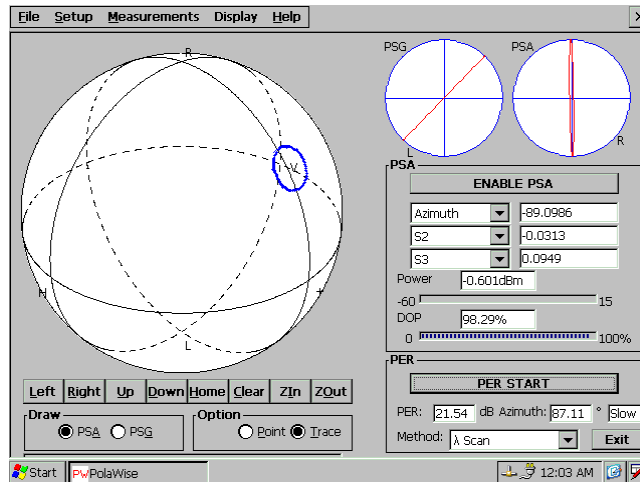 File Setup Measurements Display Help
R
V
H
+
L
PSG
PSA
L
R
PSA
ENABLE PSA
Azimuth -89.0986
S2 -0.0313
S3 0.0949
Power -0.601dBm
-60 15
DOP 98.29%
0 100%
Left Right Up Down Home Clear ZIn ZOut
Draw
PSA PSG
Option
Point Trace
PER
PER START
PER: 21.54 dB Azimuth: 87.11 ° Slow
Method: λ Scan Exit
Start PW PolaWise 12:03 AM